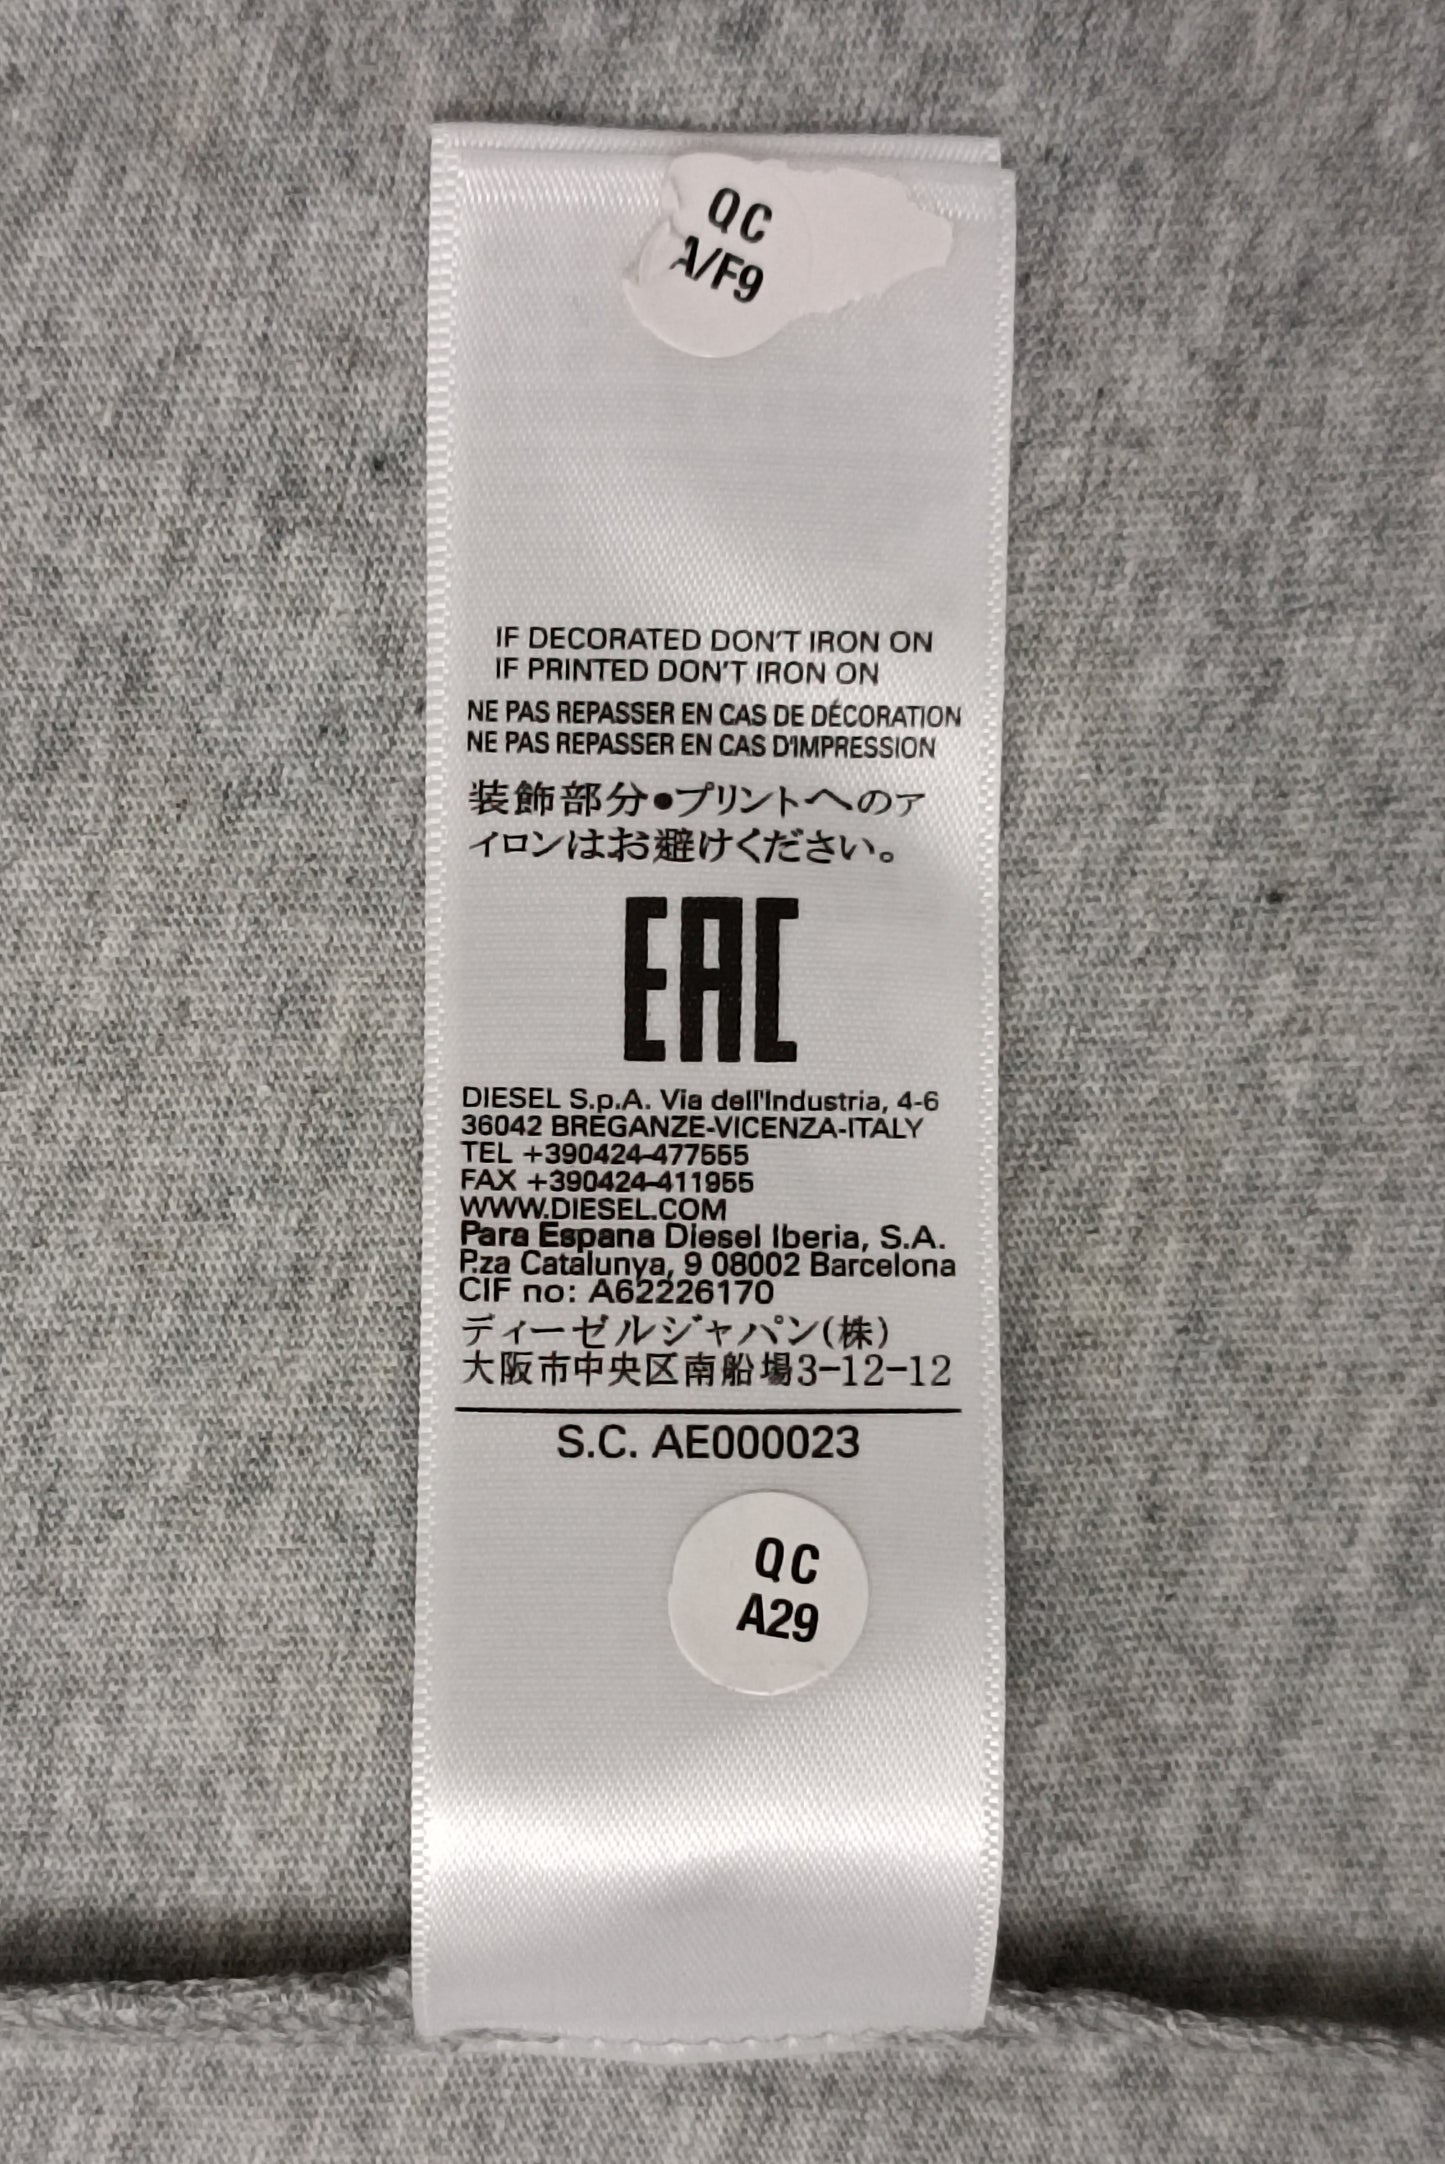 QC
A/F9
IF DECORATED DON'T IRON ON
IF PRINTED DON'T IRON ON
NE PAS REPASSER EN CAS DE DÉCORATION
NE PAS REPASSER EN CAS D'IMPRESSION
装飾部分●プリントへのア
イロンはお避けください。
EAC
DIESEL S.p.A. Via dell'Industria, 4-6
36042 BREGANZE-VICENZA-ITALY
TEL +390424-477555
FAX +390424-411955
WWW.DIESEL.COM
Para Espana Diesel Iberia, S.A.
P.za Catalunya, 9 08002 Barcelona
CIF no: A62226170
ディーゼルジャパン(株)
大阪市中央区南船場3-12-12
S.C. AE000023
QC
A29